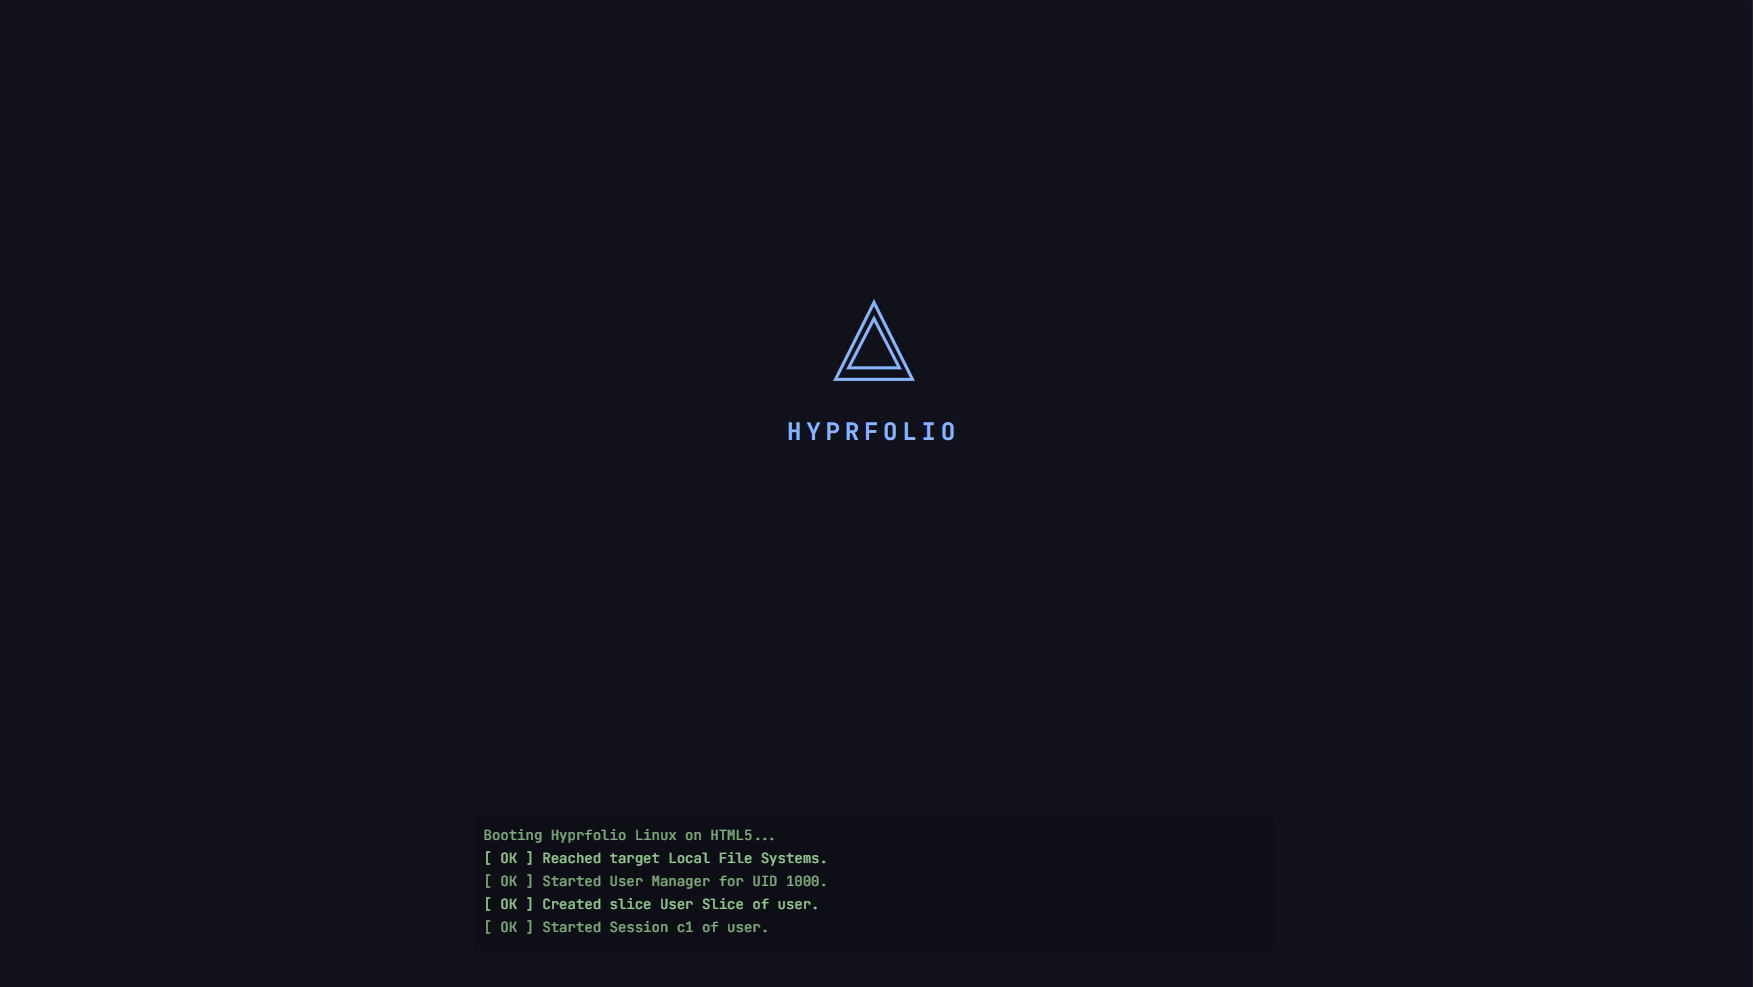 HYPRFOLIO
Booting Hyprfolio Linux on HTML5...
[ OK ] Reached target Local File Systems.
[ OK ] Started User Manager for UID 1000.
[ OK ] Created slice User Slice of user.
[ OK ] Started Session c1 of user.